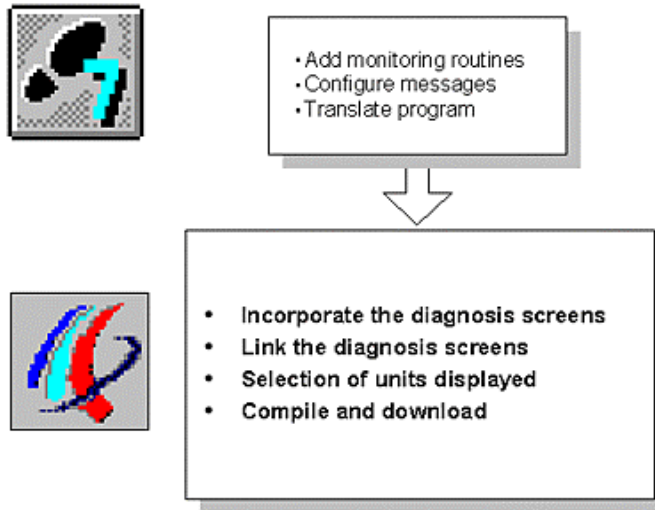 • Add monitoring routines
• Configure messages
• Translate program
• Incorporate the diagnosis screens
• Link the diagnosis screens
• Selection of units displayed
• Compile and download